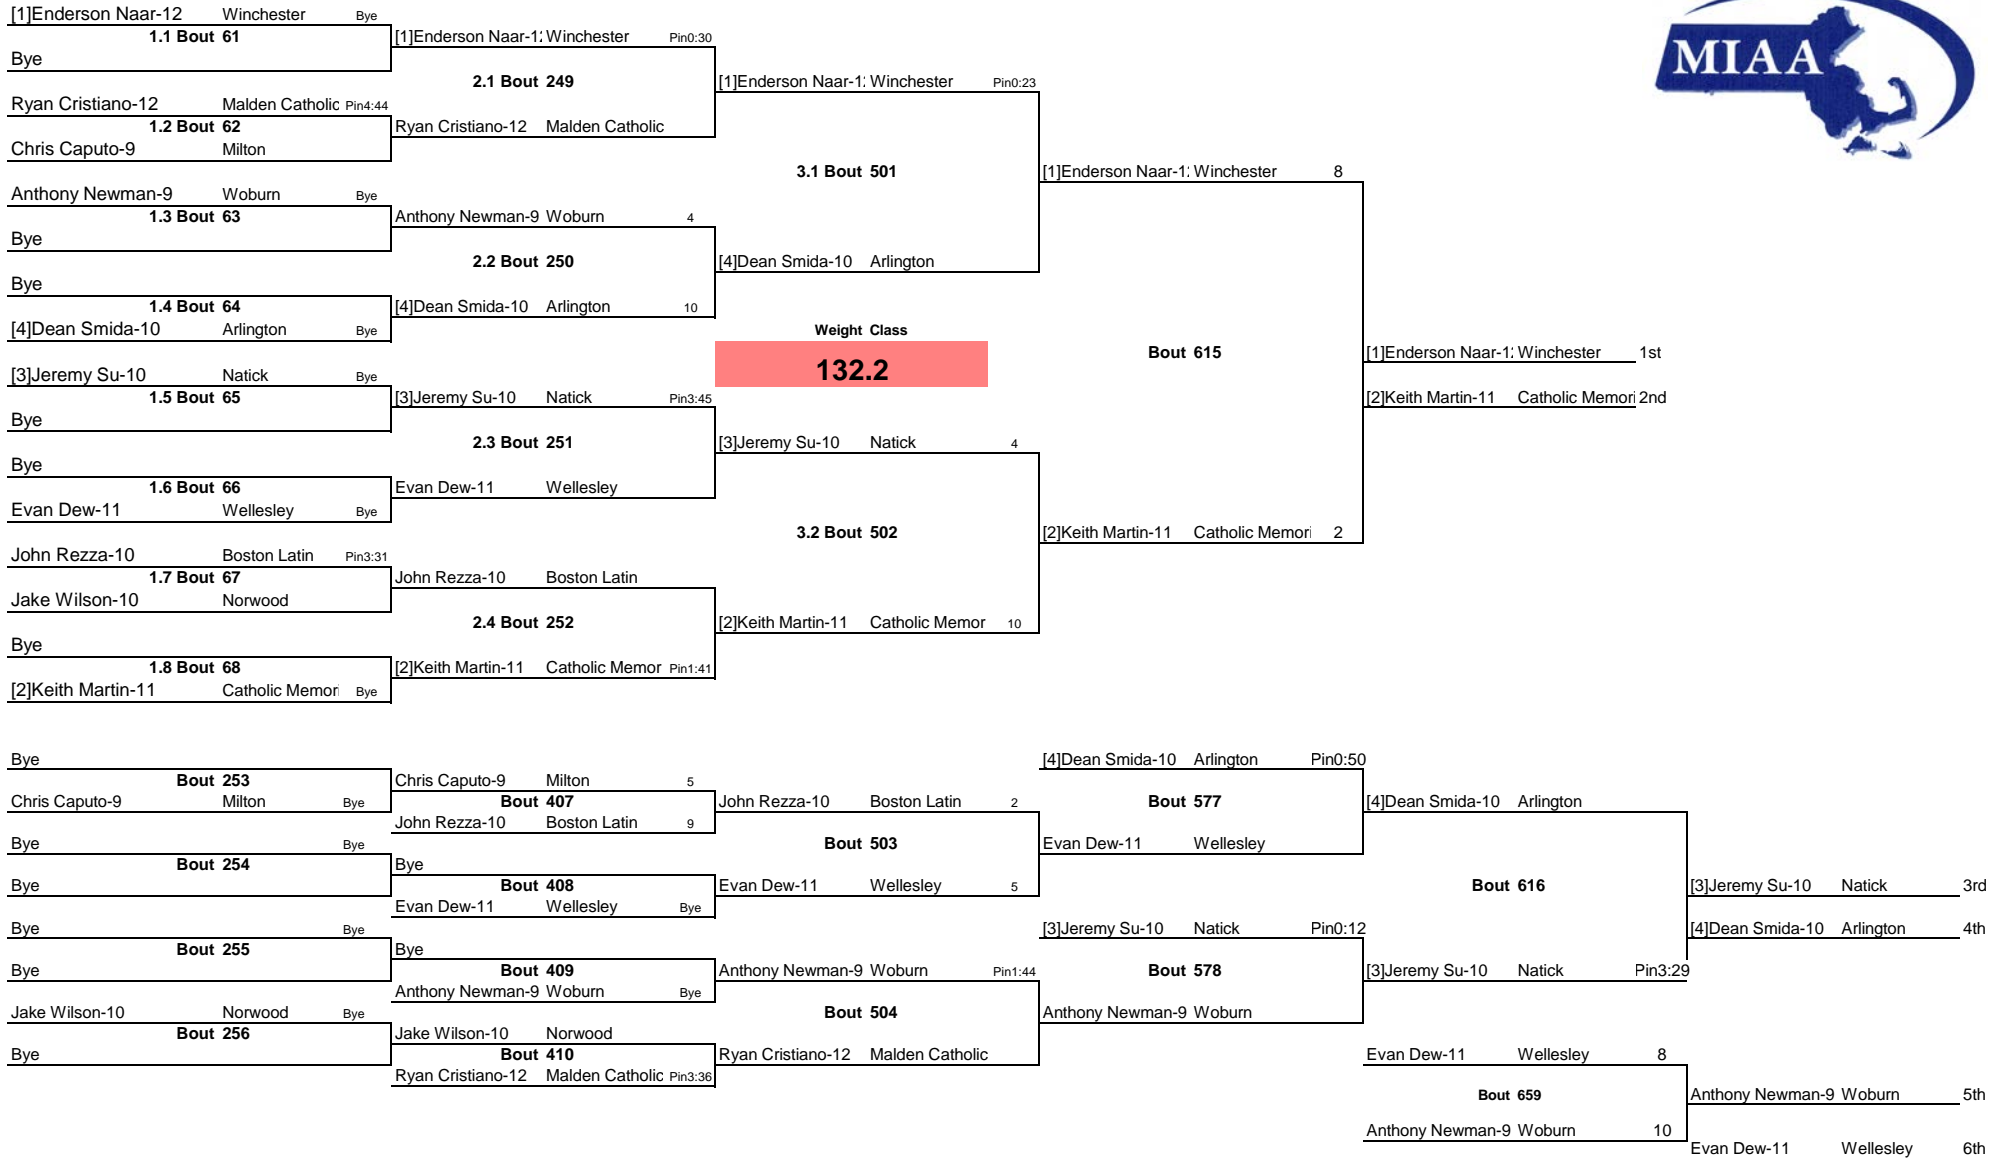 MIAA
[1]Enderson Naar-12 Winchester Bye
1.1 Bout 61
Bye
Ryan Cristiano-12 Malden Catholic Pin4:44
1.2 Bout 62
Chris Caputo-9 Milton
Anthony Newman-9 Woburn Bye
1.3 Bout 63
Bye
Bye
1.4 Bout 64
[4]Dean Smida-10 Arlington Bye
[3]Jeremy Su-10 Natick Bye
1.5 Bout 65
Bye
Bye
1.6 Bout 66
Evan Dew-11 Wellesley Bye
John Rezza-10 Boston Latin Pin3:31
1.7 Bout 67
Jake Wilson-10 Norwood
Bye
1.8 Bout 68
[2]Keith Martin-11 Catholic Memori Bye
[1]Enderson Naar-1 Winchester Pin0:30
2.1 Bout 249
Ryan Cristiano-12 Malden Catholic
Anthony Newman-9 Woburn 4
2.2 Bout 250
[4]Dean Smida-10 Arlington 10
[3]Jeremy Su-10 Natick Pin3:45
2.3 Bout 251
Evan Dew-11 Wellesley
John Rezza-10 Boston Latin
2.4 Bout 252
[2]Keith Martin-11 Catholic Memor Pin1:41
[1]Enderson Naar-1 Winchester Pin0:23
3.1 Bout 501
[4]Dean Smida-10 Arlington
Weight Class
132.2
[3]Jeremy Su-10 Natick 4
3.2 Bout 502
[2]Keith Martin-11 Catholic Memor 10
[1]Enderson Naar-1 Winchester 8
Bout 615
[2]Keith Martin-11 Catholic Memori 2
[1]Enderson Naar-1 Winchester 1st
[2]Keith Martin-11 Catholic Memori 2nd
Bye
Bout 253
Chris Caputo-9 Milton Bye
Bye Bye
Bout 254
Bye
Bye Bye
Bout 255
Bye
Jake Wilson-10 Norwood Bye
Bout 256
Bye
Chris Caputo-9 Milton 5
Bout 407
John Rezza-10 Boston Latin 9
Bye
Bout 408
Evan Dew-11 Wellesley Bye
Bye
Bout 409
Anthony Newman-9 Woburn Bye
Jake Wilson-10 Norwood
Bout 410
Ryan Cristiano-12 Malden Catholic Pin3:36
John Rezza-10 Boston Latin 2
Bout 503
Evan Dew-11 Wellesley 5
Anthony Newman-9 Woburn Pin1:44
Bout 504
Ryan Cristiano-12 Malden Catholic
[4]Dean Smida-10 Arlington Pin0:50
Bout 577
Evan Dew-11 Wellesley
[3]Jeremy Su-10 Natick Pin0:12
Bout 578
Anthony Newman-9 Woburn
[4]Dean Smida-10 Arlington
Bout 616
[3]Jeremy Su-10 Natick Pin3:29
[3]Jeremy Su-10 Natick 3rd
[4]Dean Smida-10 Arlington 4th
Evan Dew-11 Wellesley 8
Bout 659
Anthony Newman-9 Woburn 10
Anthony Newman-9 Woburn 5th
Evan Dew-11 Wellesley 6th